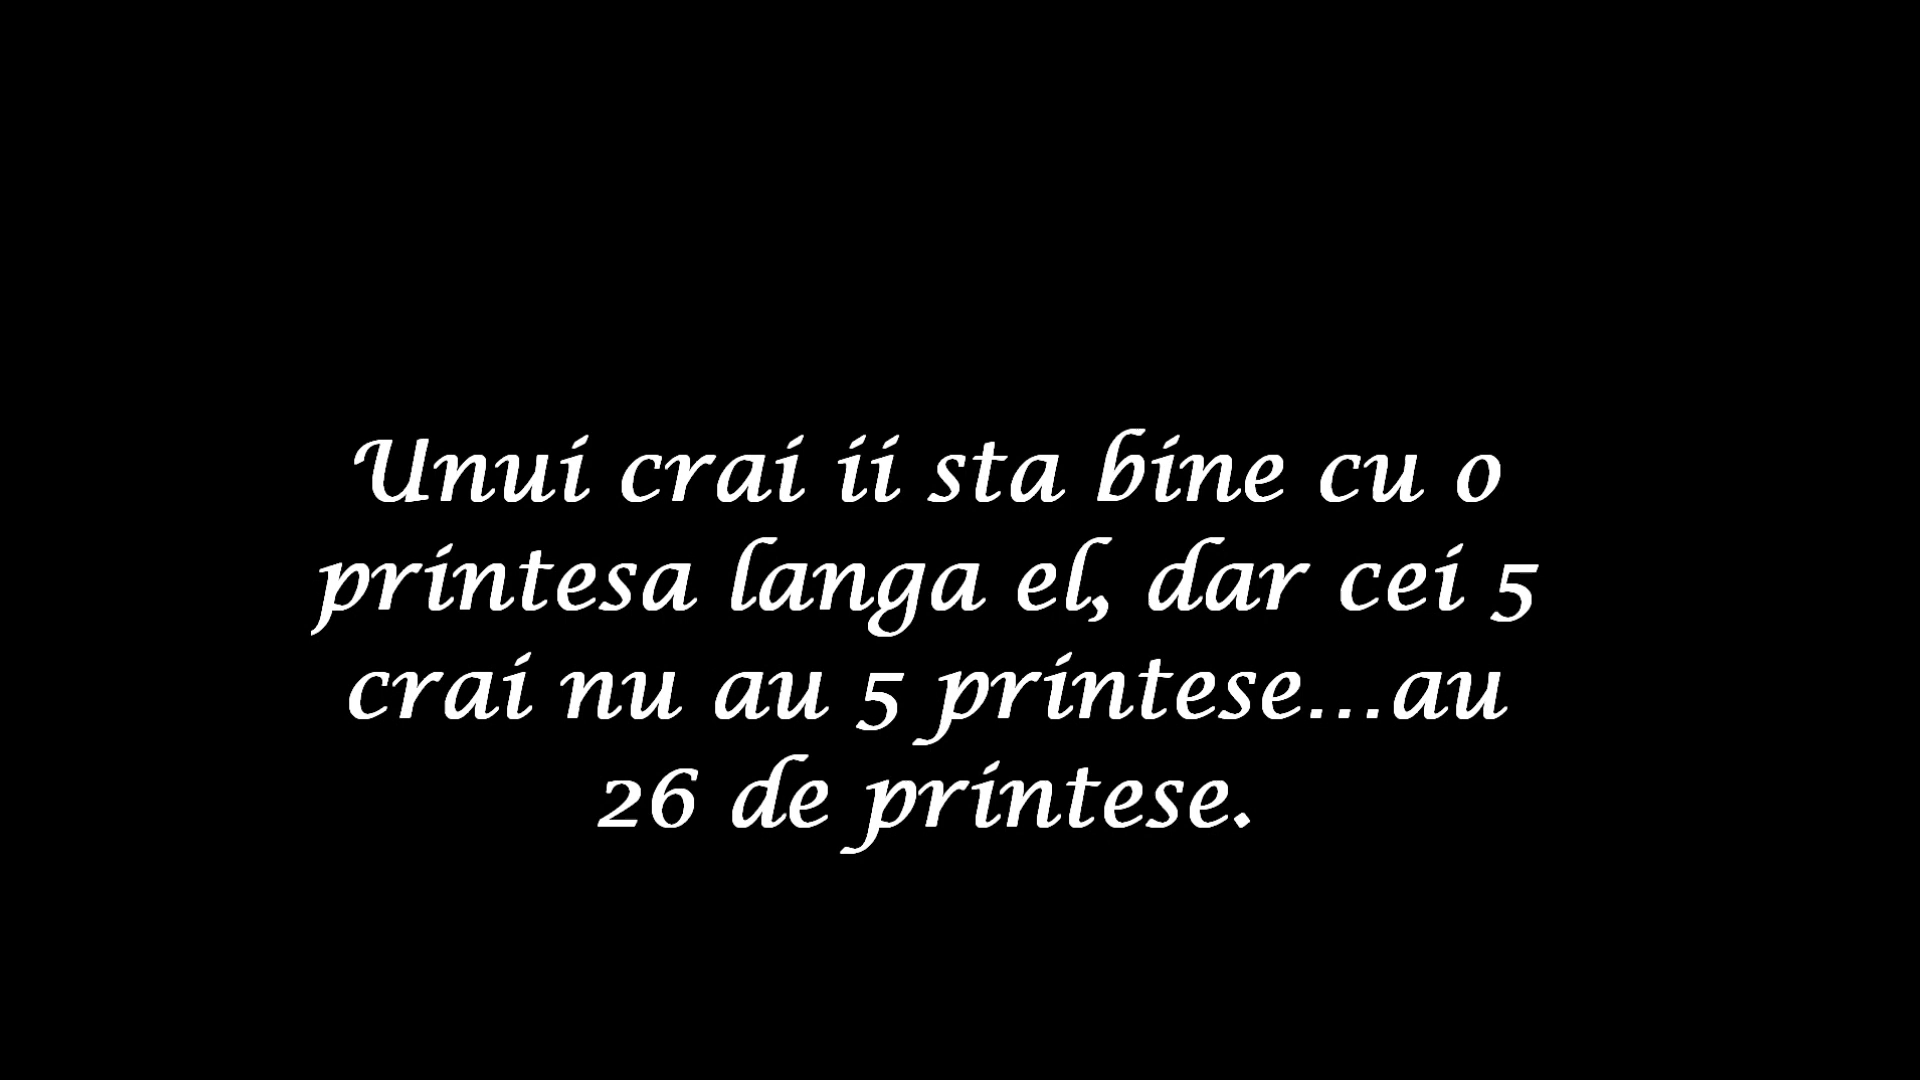 Unui crai ii sta bine cu o
printesa langa el, dar cei 5
crai nu au 5 printese...au
26 de printese.